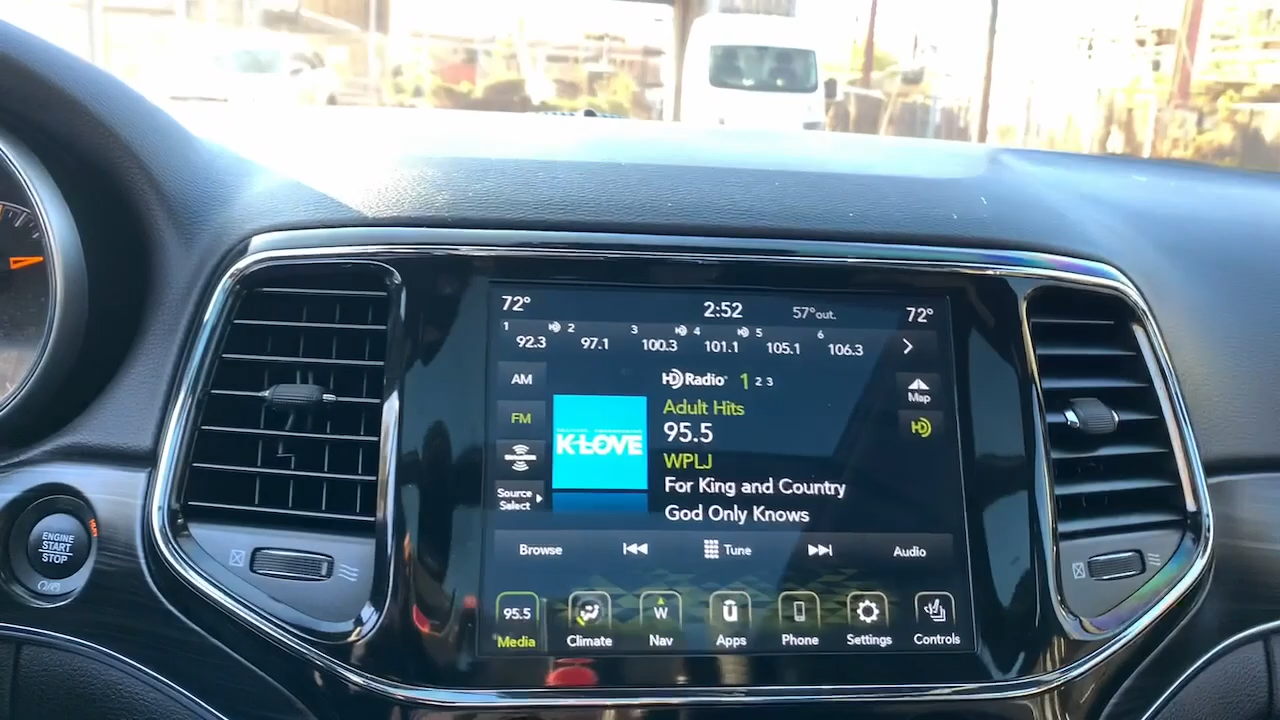 72°
2:52
57°out.
72°
1 2 3 4 5 6
92.3 97.1 100.3 101.1 105.1 106.3
AM
HD Radio 1 2 3
Map
FM
Adult Hits
HD
K-LOVE
95.5
WPLJ
Source
Select
For King and Country
God Only Knows
Browse
Tune
Audio
95.5
W
Media
Climate
Nav
Apps
Phone
Settings
Controls
ENGINE
START
STOP
RUN